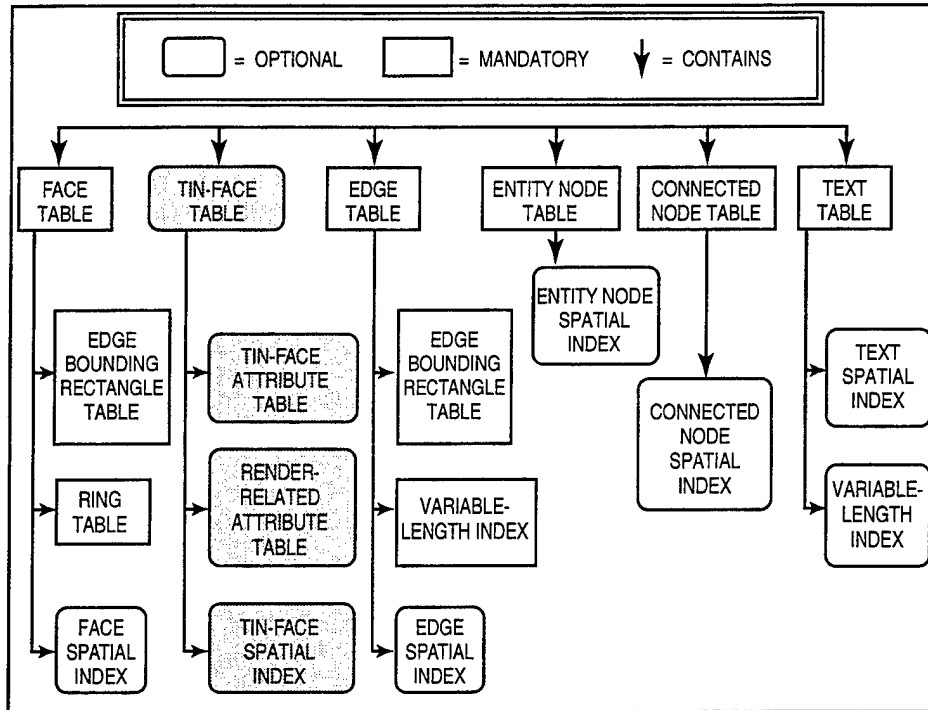 = OPTIONAL
= MANDATORY
= CONTAINS
FACE
TABLE
TIN-FACE
TABLE
EDGE
TABLE
ENTITY NODE
TABLE
CONNECTED
NODE TABLE
TEXT
TABLE
EDGE
BOUNDING
RECTANGLE
TABLE
RING
TABLE
FACE
SPATIAL
INDEX
TIN-FACE
ATTRIBUTE
TABLE
RENDER-
RELATED
ATTRIBUTE
TABLE
TIN-FACE
SPATIAL
INDEX
EDGE
BOUNDING
RECTANGLE
TABLE
VARIABLE-
LENGTH INDEX
EDGE
SPATIAL
INDEX
ENTITY NODE
SPATIAL
INDEX
CONNECTED
NODE
SPATIAL
INDEX
TEXT
SPATIAL
INDEX
VARIABLE-
LENGTH
INDEX